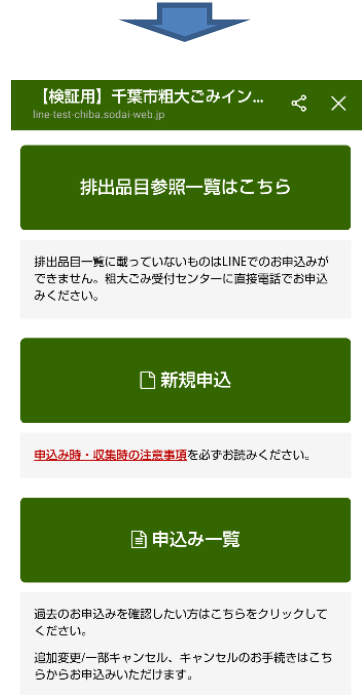 【検証用】千葉市粗大ごみイン...
line-test-chiba.sodai-web.jp
排出品目参照一覧はこちら
排出品目一覧に載っていないものはLINEでのお申込みが
できません。粗大ごみ受付センターに直接電話でお申込
みください。
新規申込
申込み時・収集時の注意事項を必ずお読みください。
申込み一覧
過去のお申込みを確認したい方はこちらをクリックして
ください。
追加変更/一部キャンセル、キャンセルのお手続きはこち
らからお申込みいただけます。